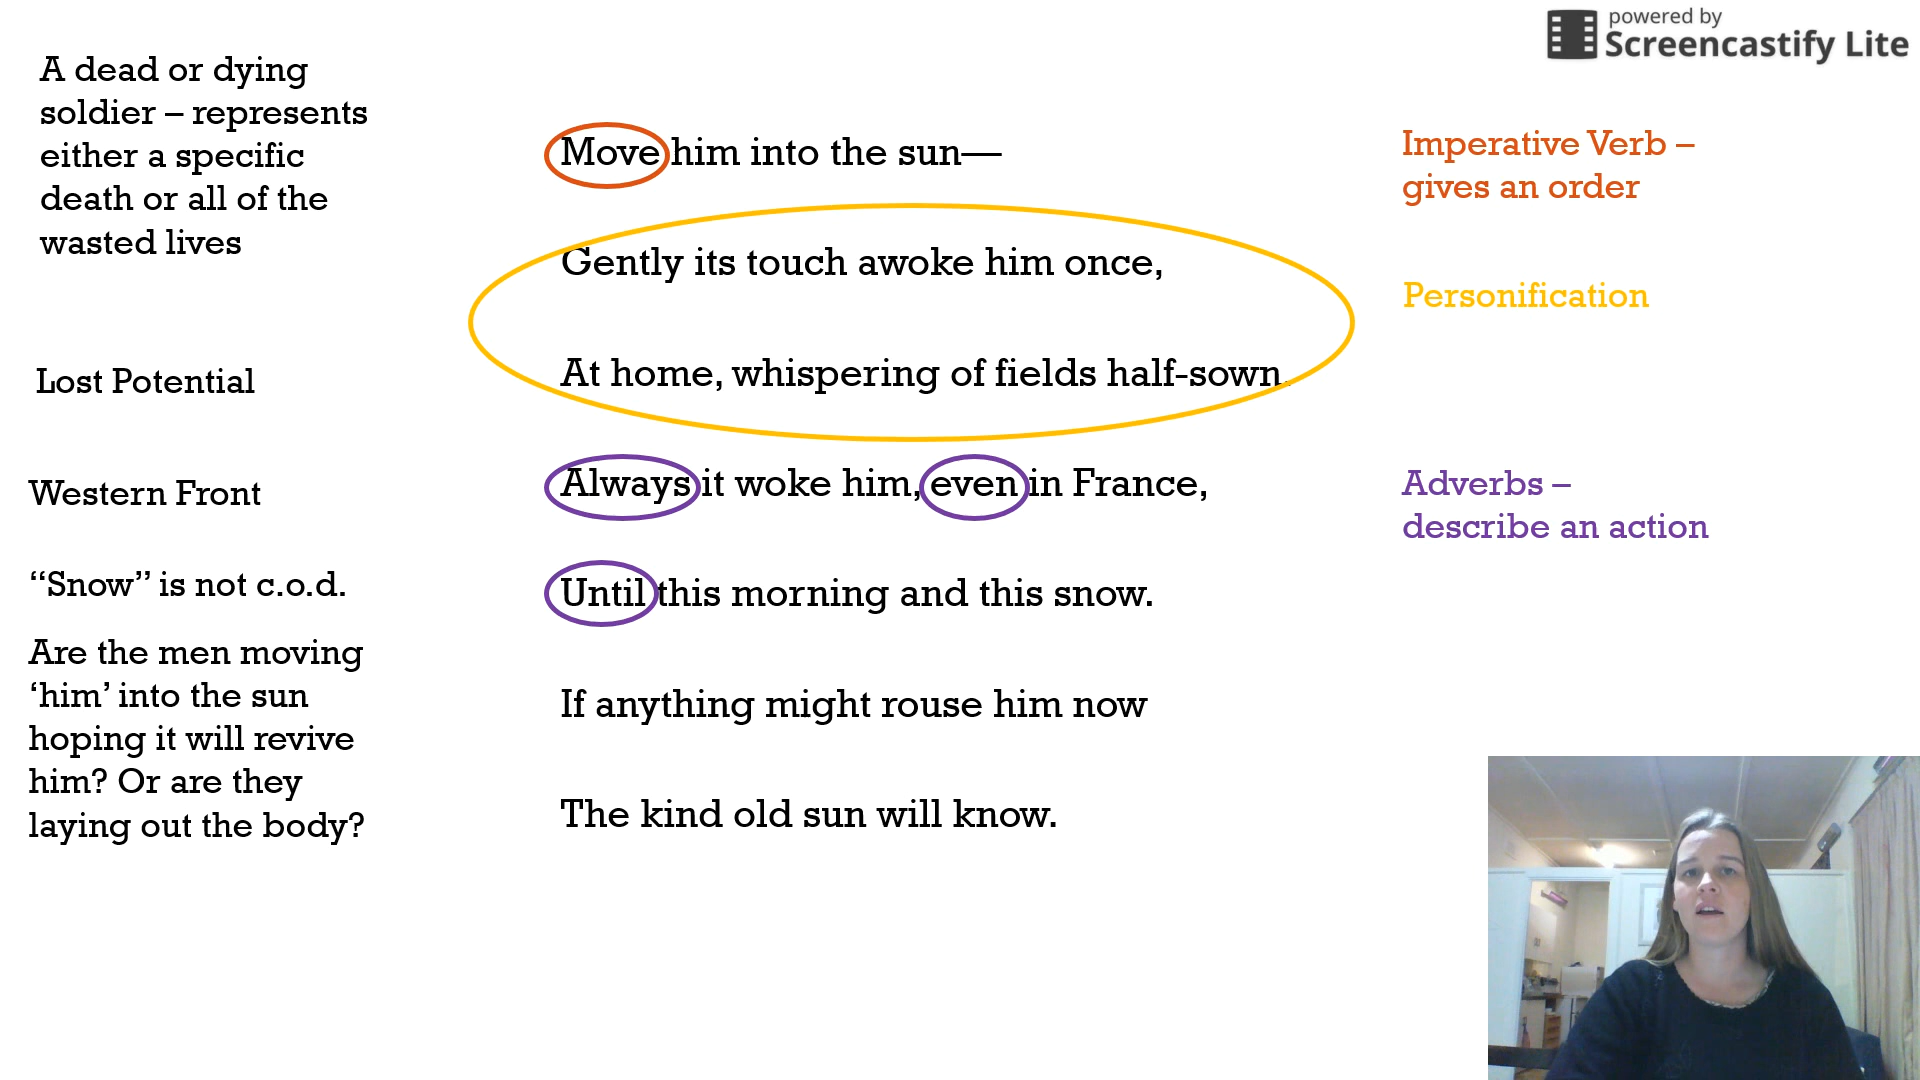 powered by
Screencastify Lite
A dead or dying
soldier – represents
either a specific
death or all of the
wasted lives
Lost Potential
Western Front
“Snow” is not c.o.d.
Are the men moving
‘him’ into the sun
hoping it will revive
him? Or are they
laying out the body?
Move him into the sun—
Gently its touch awoke him once,
At home, whispering of fields half-sown.
Always it woke him, even in France,
Until this morning and this snow.
If anything might rouse him now
The kind old sun will know.
Imperative Verb –
gives an order
Personification
Adverbs –
describe an action